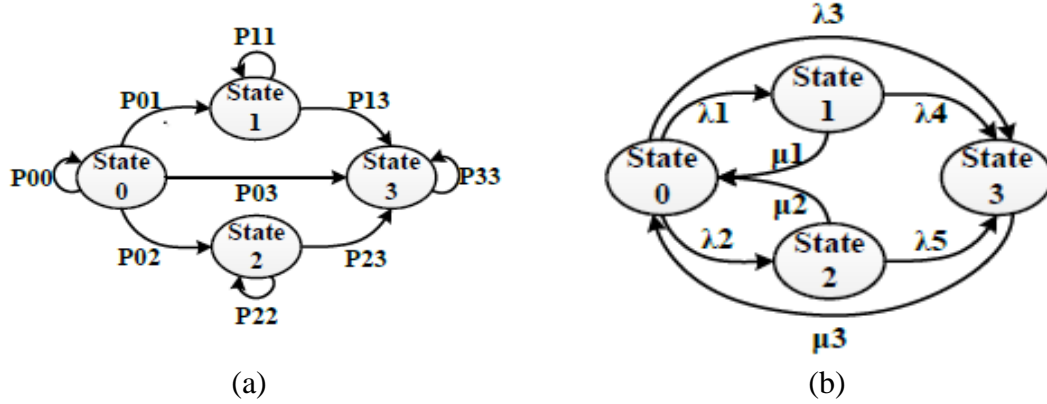 P11
State
1
P01
P13
P00
State
0
P03
State
3
P33
P02
State
2
P23
P22
(a)
λ3
State
1
λ1
λ4
μ1
State
0
State
3
μ2
λ2
State
2
λ5
μ3
(b)